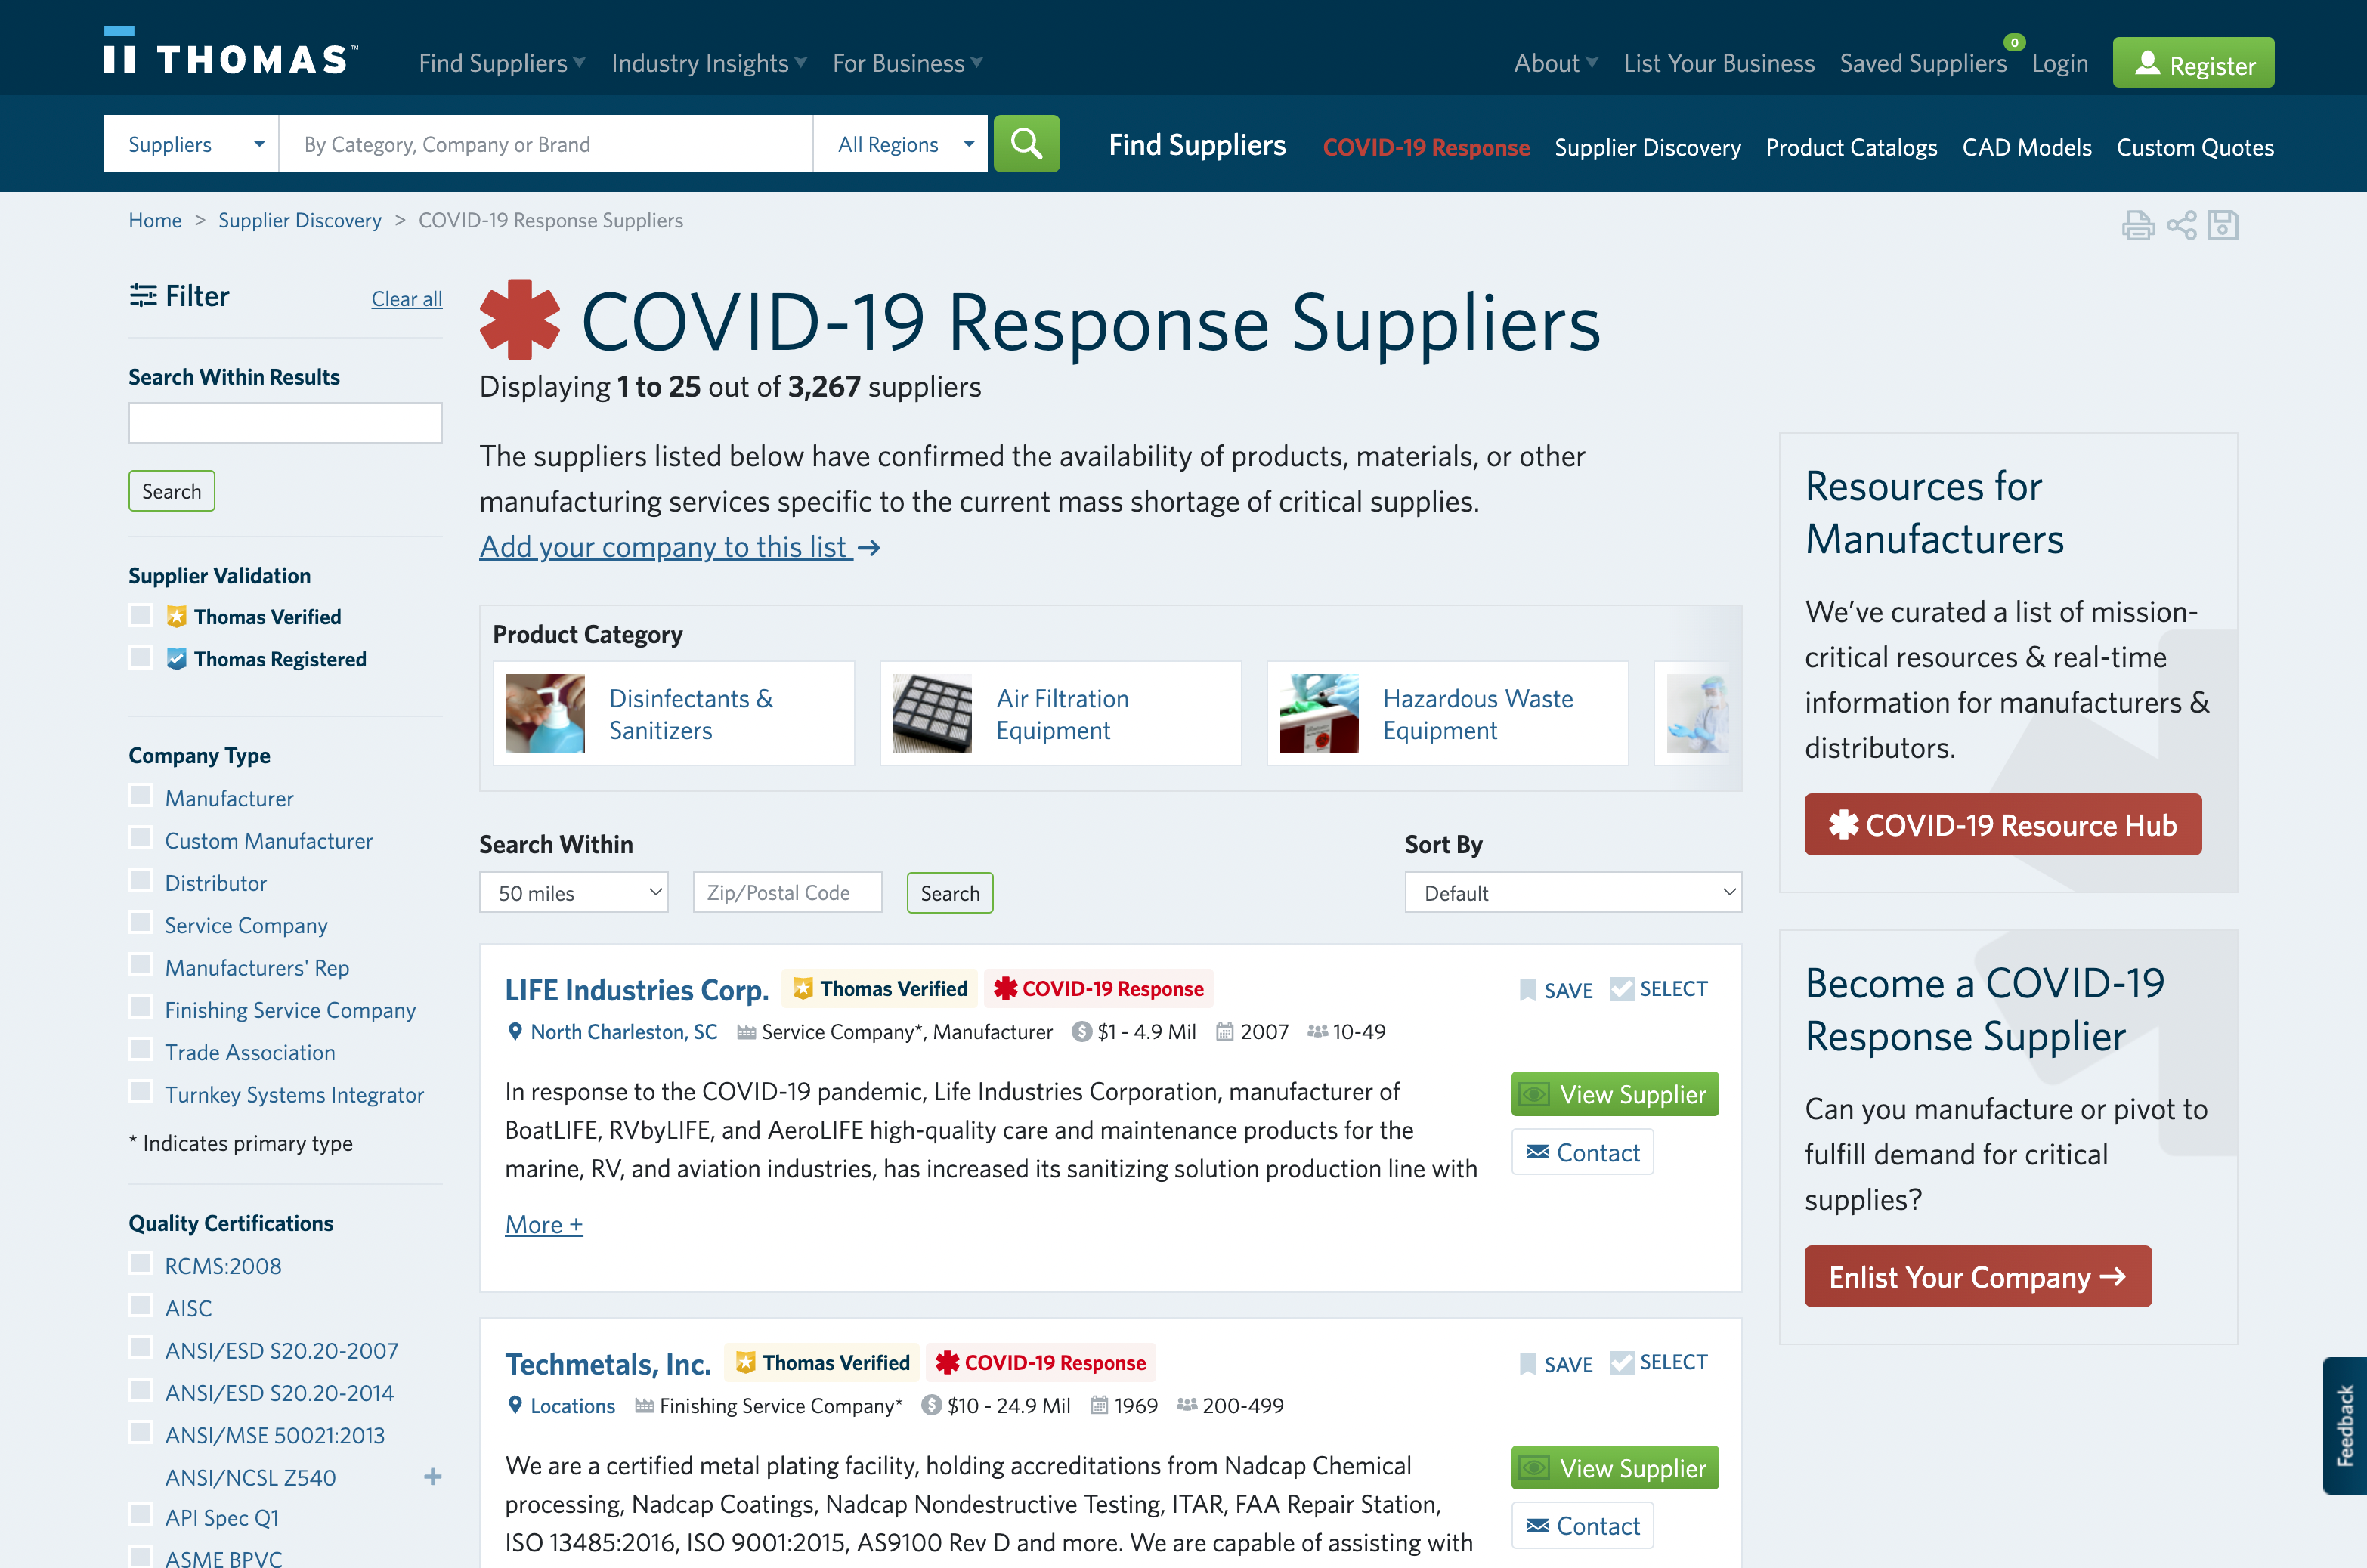 THOMAS™
Find Suppliers
Industry Insights
For Business
About
List Your Business
Saved Suppliers
0
Login
Register
Suppliers
By Category, Company or Brand
All Regions
Find Suppliers
COVID-19 Response
Supplier Discovery
Product Catalogs
CAD Models
Custom Quotes
Home > Supplier Discovery > COVID-19 Response Suppliers
Filter
Clear all
Search Within Results
Search
Supplier Validation
Thomas Verified
Thomas Registered
Company Type
Manufacturer
Custom Manufacturer
Distributor
Service Company
Manufacturers' Rep
Finishing Service Company
Trade Association
Turnkey Systems Integrator
* Indicates primary type
Quality Certifications
RCMS:2008
AISC
ANSI/ESD S20.20-2007
ANSI/ESD S20.20-2014
ANSI/MSE 50021:2013
ANSI/NCSL Z540
+
API Spec Q1
ASME BPVC
COVID-19 Response Suppliers
Displaying 1 to 25 out of 3,267 suppliers
The suppliers listed below have confirmed the availability of products, materials, or other
manufacturing services specific to the current mass shortage of critical supplies.
Add your company to this list →
Product Category
Disinfectants &
Sanitizers
Air Filtration
Equipment
Hazardous Waste
Equipment
Search Within
50 miles
Zip/Postal Code
Search
Sort By
Default
LIFE Industries Corp.
Thomas Verified
COVID-19 Response
SAVE
SELECT
North Charleston, SC
Service Company*, Manufacturer
$1 - 4.9 Mil
2007
10-49
In response to the COVID-19 pandemic, Life Industries Corporation, manufacturer of
BoatLIFE, RVbyLIFE, and AeroLIFE high-quality care and maintenance products for the
marine, RV, and aviation industries, has increased its sanitizing solution production line with
More +
View Supplier
Contact
Techmetals, Inc.
Thomas Verified
COVID-19 Response
SAVE
SELECT
Locations
Finishing Service Company*
$10 - 24.9 Mil
1969
200-499
We are a certified metal plating facility, holding accreditations from Nadcap Chemical
processing, Nadcap Coatings, Nadcap Nondestructive Testing, ITAR, FAA Repair Station,
ISO 13485:2016, ISO 9001:2015, AS9100 Rev D and more. We are capable of assisting with
View Supplier
Contact
Resources for
Manufacturers
We've curated a list of mission-
critical resources & real-time
information for manufacturers &
distributors.
COVID-19 Resource Hub
Become a COVID-19
Response Supplier
Can you manufacture or pivot to
fulfill demand for critical
supplies?
Enlist Your Company →
Feedback